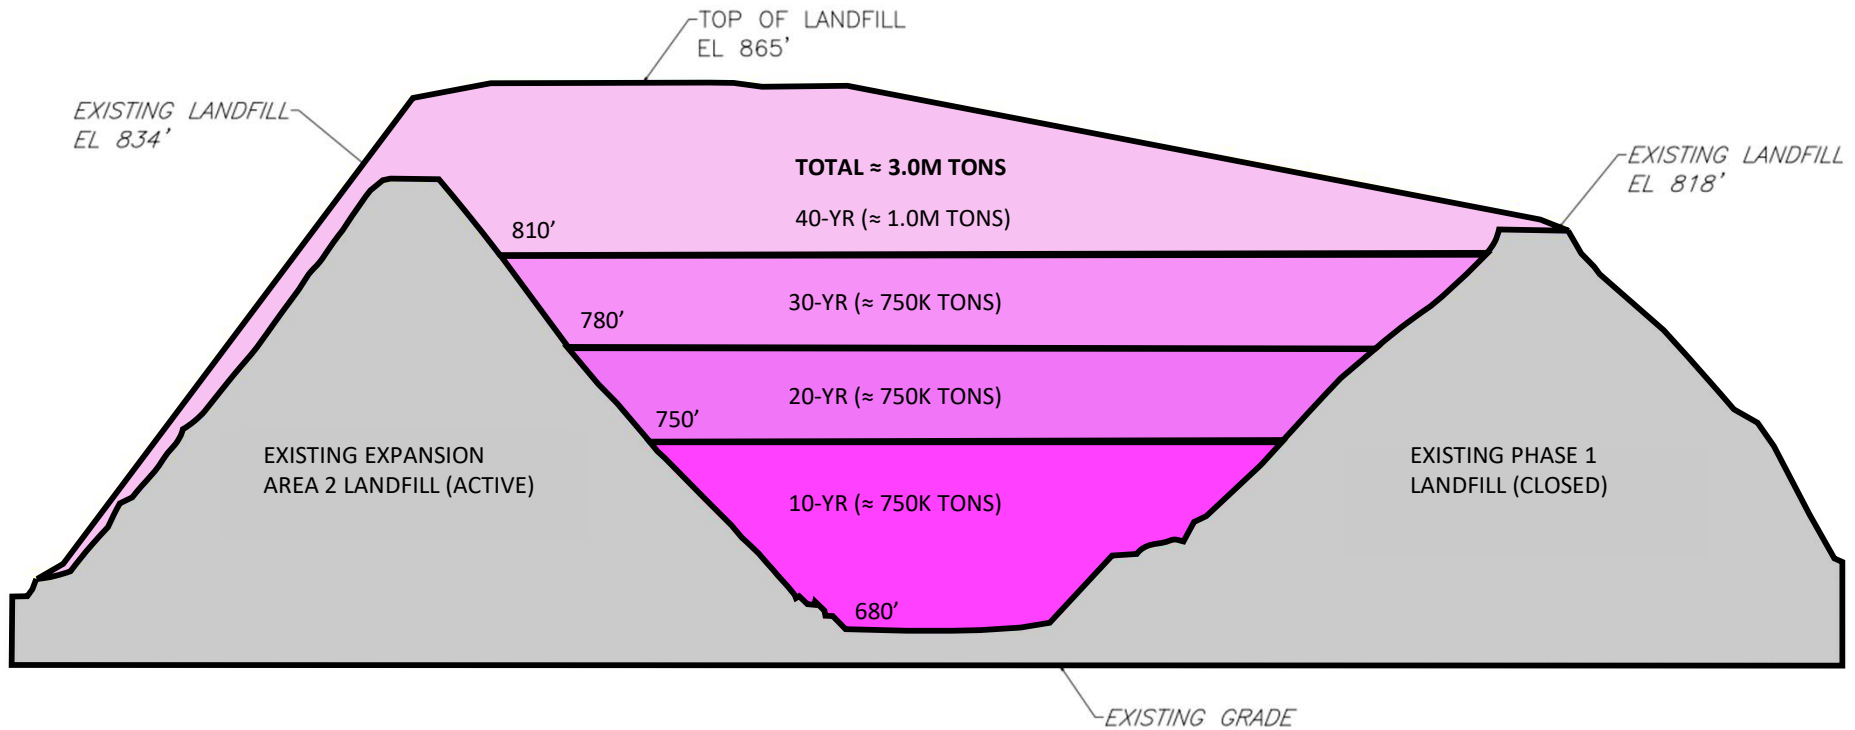 TOP OF LANDFILL
EL 865’
EXISTING LANDFILL
EL 834’
EXISTING LANDFILL
EL 818’
TOTAL ≈ 3.0M TONS
40-YR (≈ 1.0M TONS)
810’
30-YR (≈ 750K TONS)
780’
20-YR (≈ 750K TONS)
750’
EXISTING EXPANSION
AREA 2 LANDFILL (ACTIVE)
10-YR (≈ 750K TONS)
EXISTING PHASE 1
LANDFILL (CLOSED)
680’
EXISTING GRADE